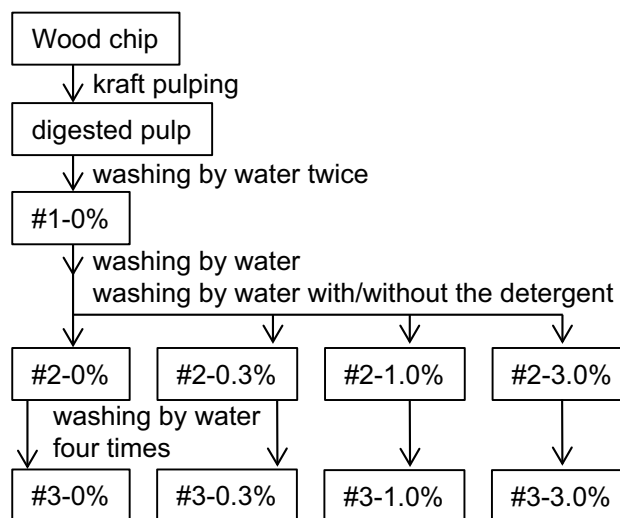 Wood chip
kraft pulping
digested pulp
washing by water twice
#1-0%
washing by water
washing by water with/without the detergent
#2-0%
#2-0.3%
#2-1.0%
#2-3.0%
washing by water
four times
#3-0%
#3-0.3%
#3-1.0%
#3-3.0%